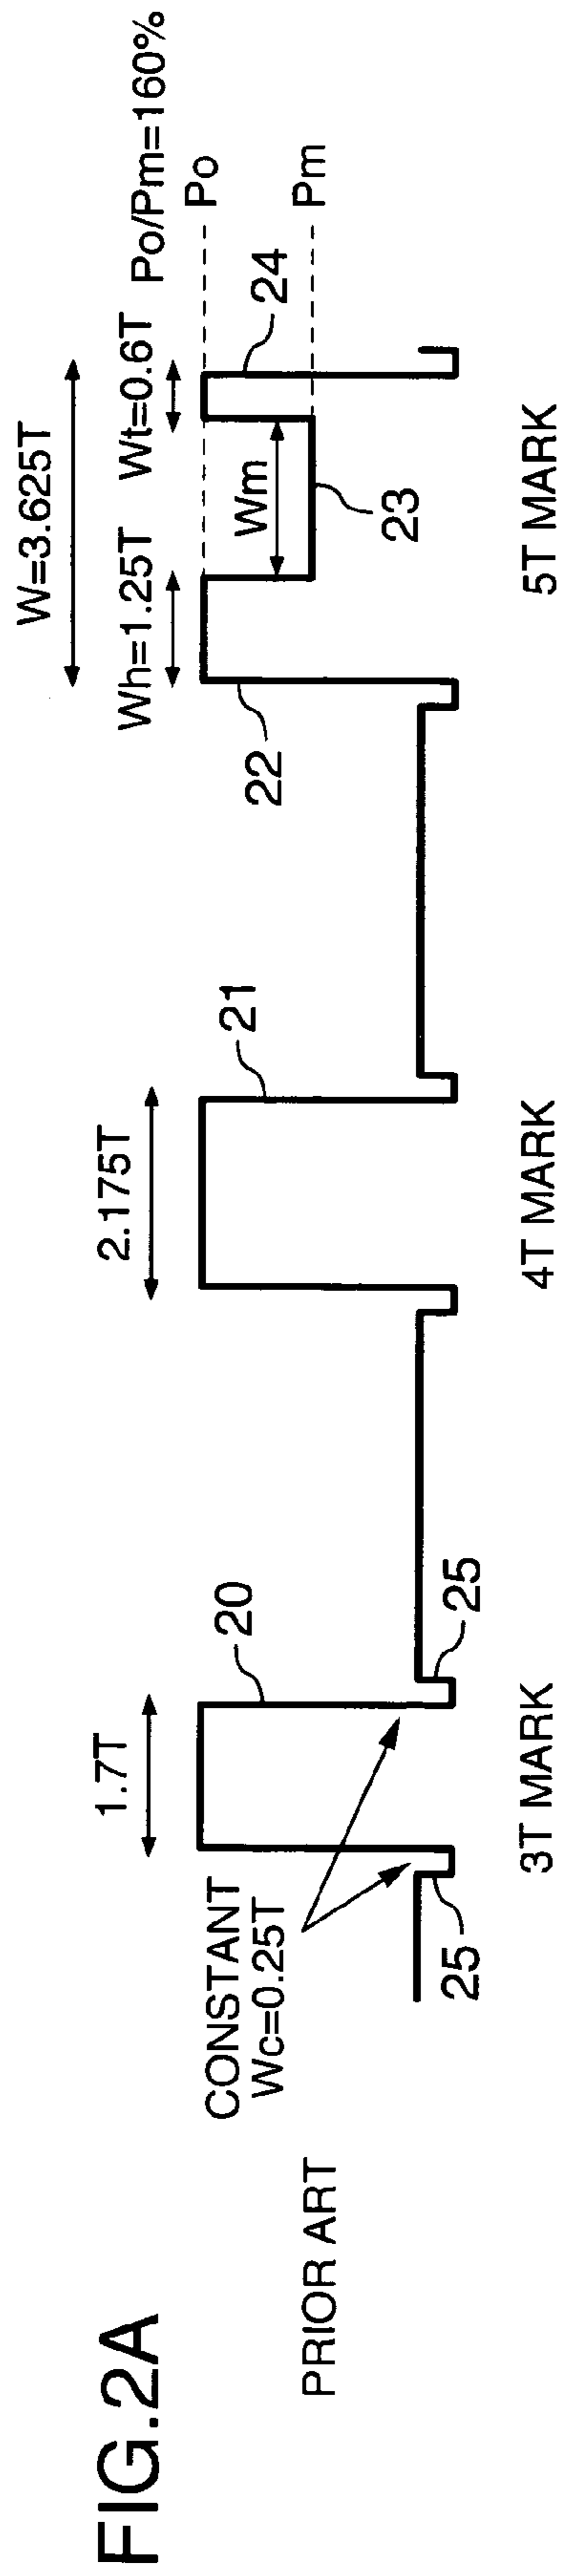 FIG.2A
PRIOR ART
CONSTANT
Wc=0.25T
1.7T
2.175T
W=3.625T
Wh=1.25T
Wt=0.6T
Po/Pm=160%
Po
Pm
Wm
20
21
22
23
24
25
25
3T MARK
4T MARK
5T MARK